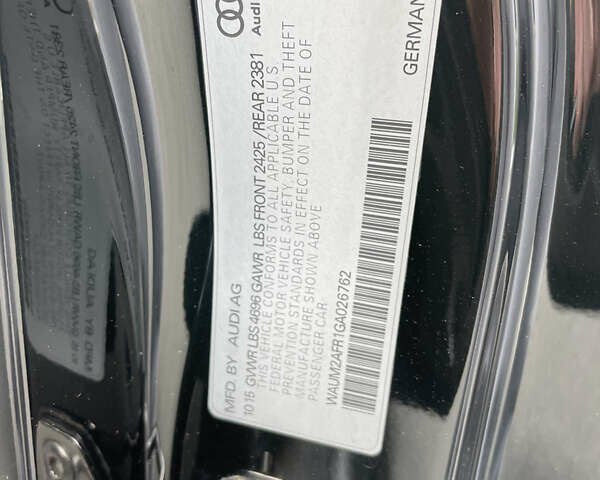 Audi
MFD. BY AUDI AG
GERMAN
10 15 GVWR LBS 4696 GAWR LBS FRONT 2425 / REAR 2381
THIS VEHICLE CONFORMS TO ALL APPLICABLE U S
FEDERAL MOTOR VEHICLE SAFETY, BUMPER AND THEFT
PREVENTION STANDARDS IN EFFECT ON THE DATE OF
MANUFACTURE SHOWN ABOVE
PASSENGER CAR
WAUM2AFR1GA026762